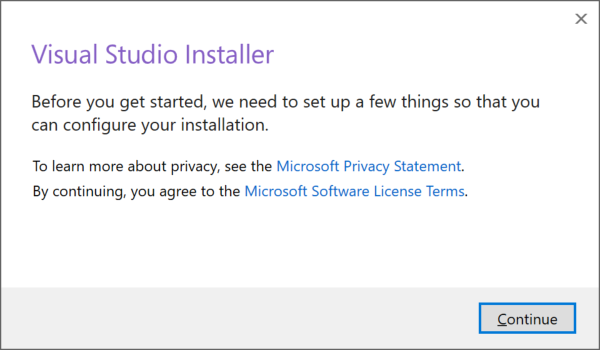 Visual Studio Installer
Before you get started, we need to set up a few things so that you
can configure your installation.
To learn more about privacy, see the Microsoft Privacy Statement.
By continuing, you agree to the Microsoft Software License Terms.
Continue